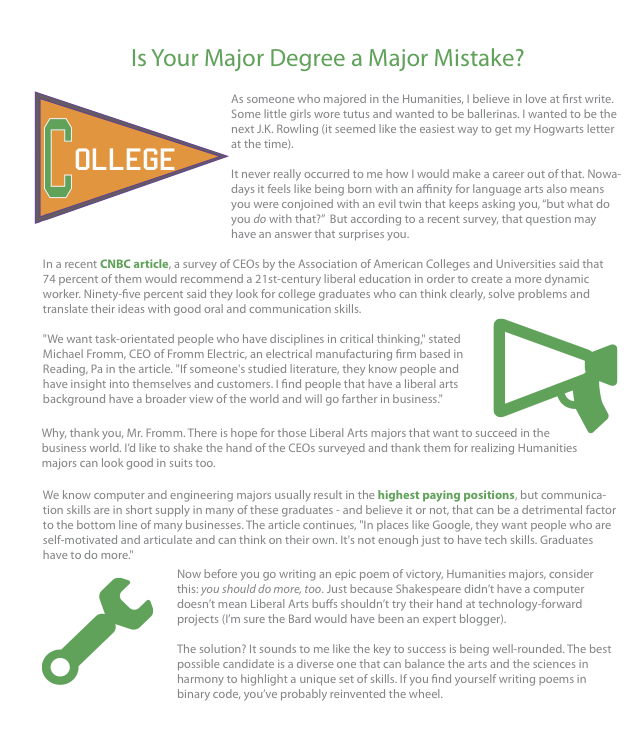 Is Your Major Degree a Major Mistake?
COLLEGE
As someone who majored in the Humanities, I believe in love at first write.
Some little girls wore tutus and wanted to be ballerinas. I wanted to be the
next J.K. Rowling (it seemed like the easiest way to get my Hogwarts letter
at the time).
It never really occurred to me how I would make a career out of that. Nowa-
days it feels like being born with an affinity for language arts also means
you were conjoined with an evil twin that keeps asking you, "but what do
you do with that?" But according to a recent survey, that question may
have an answer that surprises you.
In a recent CNBC article, a survey of CEOs by the Association of American Colleges and Universities said that
74 percent of them would recommend a 21st-century liberal education in order to create a more dynamic
worker. Ninety-five percent said they look for college graduates who can think clearly, solve problems and
translate their ideas with good oral and communication skills.
"We want task-orientated people who have disciplines in critical thinking," stated
Michael Fromm, CEO of Fromm Electric, an electrical manufacturing firm based in
Reading, Pa in the article. "If someone's studied literature, they know people and
have insight into themselves and customers. I find people that have a liberal arts
background have a broader view of the world and will go farther in business."
Why, thank you, Mr. Fromm. There is hope for those Liberal Arts majors that want to succeed in the
business world. I'd like to shake the hand of the CEOs surveyed and thank them for realizing Humanities
majors can look good in suits too.
We know computer and engineering majors usually result in the highest paying positions, but communica-
tion skills are in short supply in many of these graduates - and believe it or not, that can be a detrimental factor
to the bottom line of many businesses. The article continues, "In places like Google, they want people who are
self-motivated and articulate and can think on their own. It's not enough just to have tech skills. Graduates
have to do more."
Now before you go writing an epic poem of victory, Humanities majors, consider
this: you should do more, too. Just because Shakespeare didn't have a computer
doesn't mean Liberal Arts buffs shouldn't try their hand at technology-forward
projects (I'm sure the Bard would have been an expert blogger).
The solution? It sounds to me like the key to success is being well-rounded. The best
possible candidate is a diverse one that can balance the arts and the sciences in
harmony to highlight a unique set of skills. If you find yourself writing poems in
binary code, you've probably reinvented the wheel.